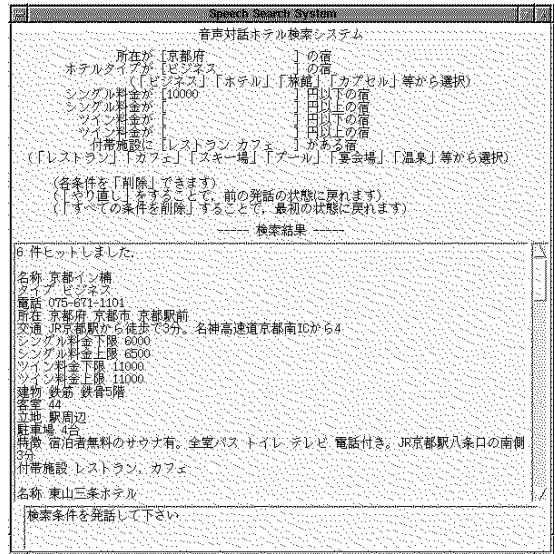 Speech Search System
音声対話ホテル検索システム
所在が [京都府 ] の宿
ホテルタイプが [ビジネス ] の宿
(「ビジネス」「ホテル」「旅館」「カプセル」等から選択)
シングル料金が [10000 ] 円以下の宿
シングル料金が [ ] 円以上の宿
ツイン料金が [ ] 円以下の宿
ツイン料金が [ ] 円以上の宿
付帯施設に [レストラン カフェ ] がある宿
(「レストラン」「カフェ」「スキー場」「プール」「宴会場」「温泉」等から選択)
(各条件を「削除」できます)
(「やり直し」をすることで, 前の発話の状態に戻れます)
(「すべての条件を削除」することで, 最初の状態に戻れます)
----- 検索結果 -----
6 件ヒットしました.
名称 京都イン楠
タイプ ビジネス
電話 075-671-1101
所在 京都府 京都市 京都駅前
交通 JR京都駅から徒歩で3分。名神高速道京都南ICから4
シングル料金下限 6000
シングル料金上限 6500
ツイン料金下限 11000
ツイン料金上限 11000
建物 鉄筋 鉄骨5階
客室 44
立地 駅周辺
駐車場 4台
特徴 宿泊者無料のサウナ有。全室バス トイレ テレビ 電話付き。JR京都駅八条口の南側
3分
付帯施設 レストラン, カフェ
名称 東山三条ホテル
検索条件を発話して下さい